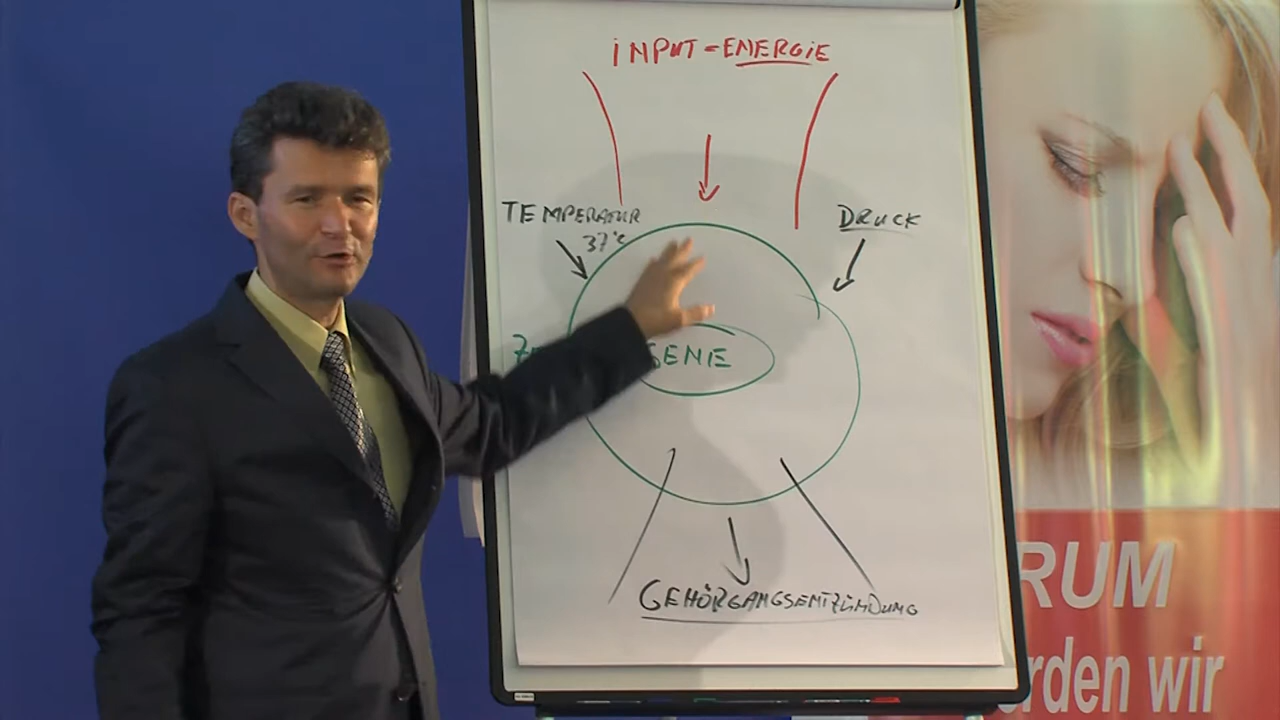 INPUT = ENERGIE
TEMPERATUR
37°C
DRUCK
GENE
GEHÖRGANGSENTZÜNDUNG
RUM
rden wir